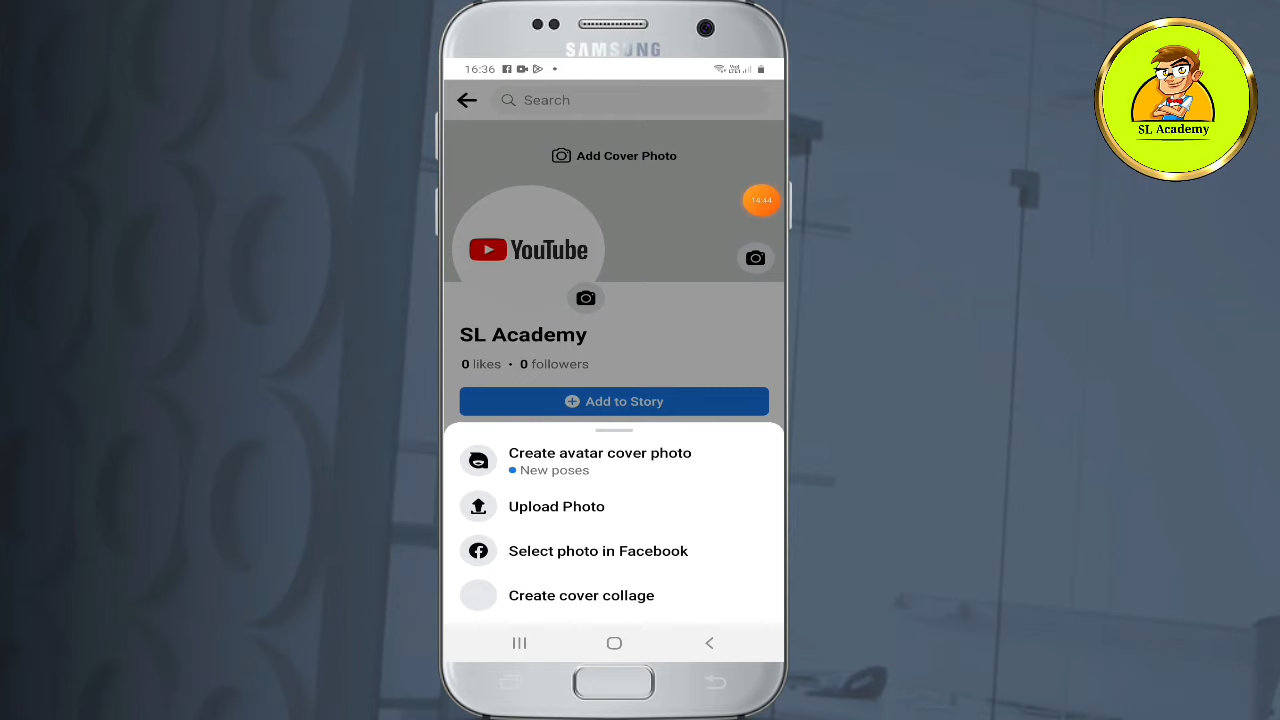 SAMSUNG
16:36
Search
Add Cover Photo
14:44
YouTube
SL Academy
0 likes • 0 followers
Add to Story
Create avatar cover photo
New poses
Upload Photo
Select photo in Facebook
Create cover collage
SL Academy